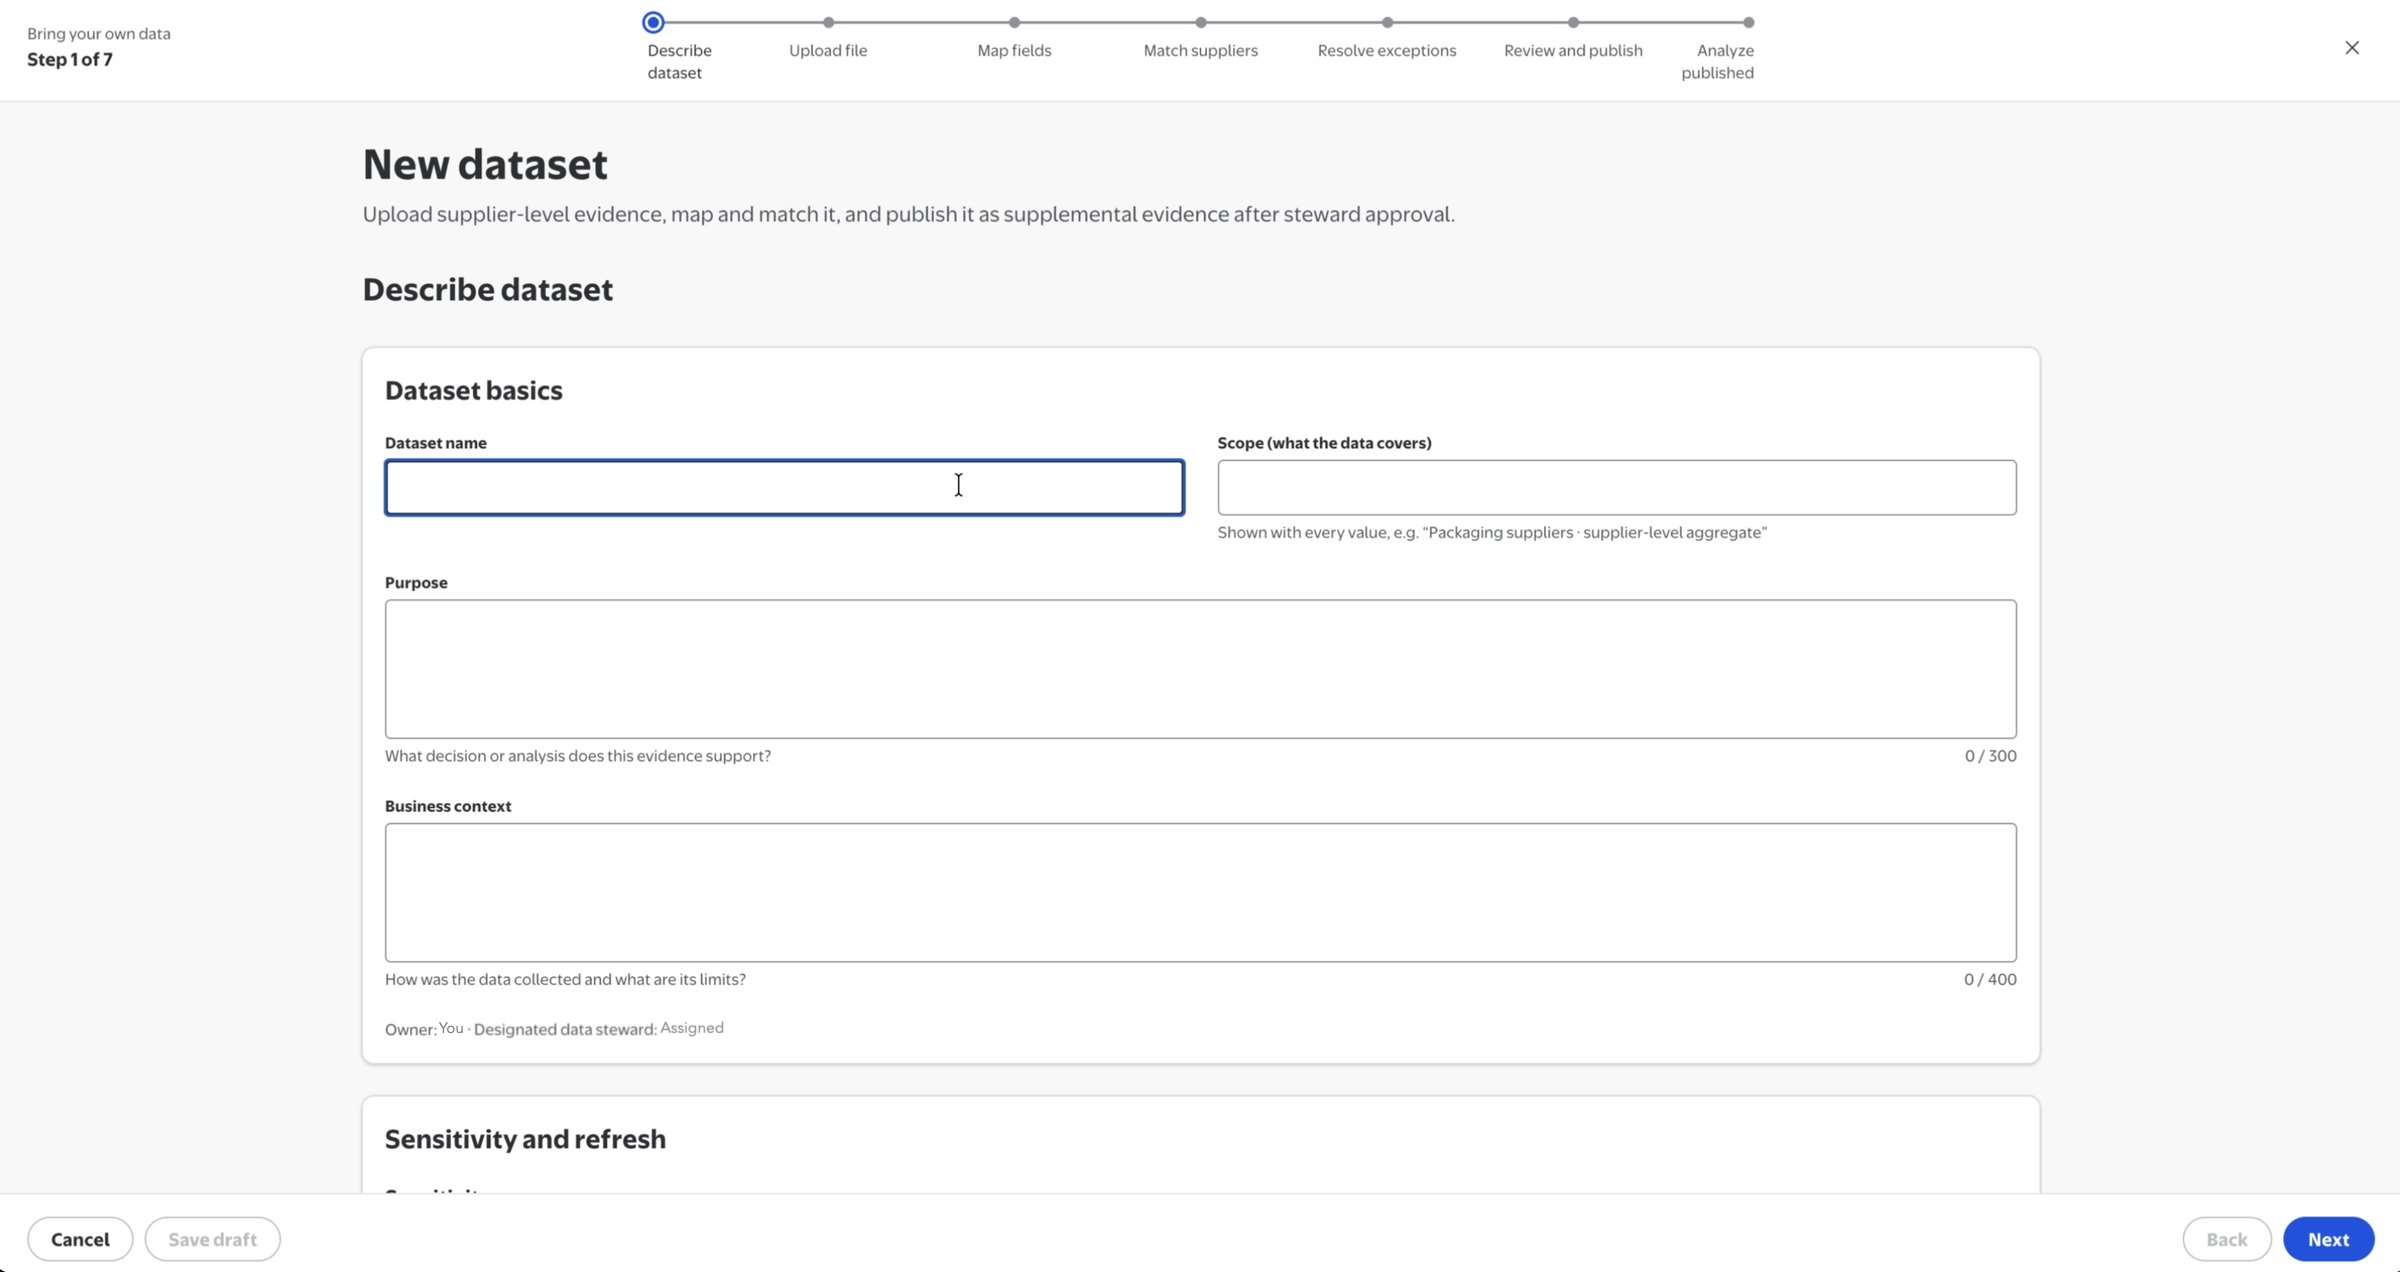 Bring your own data
Step 1 of 7
Describe dataset
Upload file
Map fields
Match suppliers
Resolve exceptions
Review and publish
Analyze published
New dataset
Upload supplier-level evidence, map and match it, and publish it as supplemental evidence after steward approval.
Describe dataset
Dataset basics
Dataset name
Scope (what the data covers)
Shown with every value, e.g. “Packaging suppliers · supplier-level aggregate”
Purpose
What decision or analysis does this evidence support?
0 / 300
Business context
How was the data collected and what are its limits?
0 / 400
Owner: You · Designated data steward: Assigned
Sensitivity and refresh
Cancel
Save draft
Back
Next